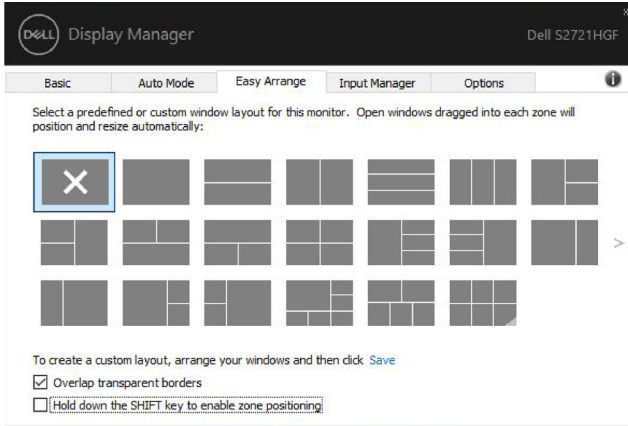 X
DELL Display Manager
Dell S2721HGF
Basic Auto Mode Easy Arrange Input Manager Options
Select a predefined or custom window layout for this monitor. Open windows dragged into each zone will
position and resize automatically:
To create a custom layout, arrange your windows and then click Save
Overlap transparent borders
Hold down the SHIFT key to enable zone positioning